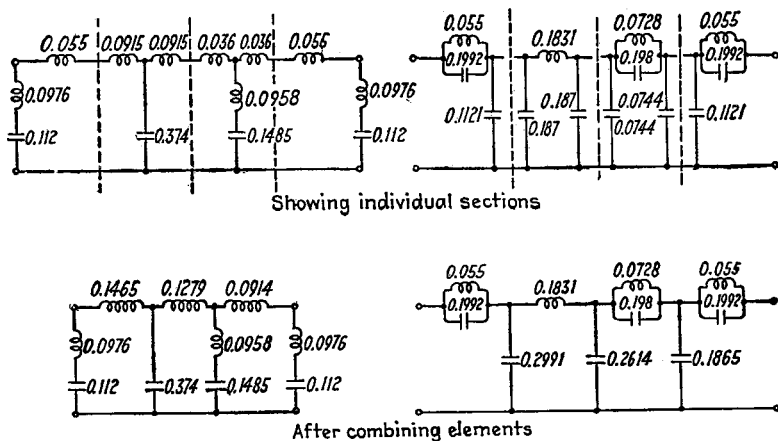 0.055 0.0915 0.0915 0.036 0.036 0.055
0.0976 0.0958 0.0976
0.112 0.374 0.1485 0.112
0.055 0.1831 0.0728 0.055
0.1992 0.198 0.1992
0.1121 0.187 0.0744 0.1121
0.187 0.0744
Showing individual sections
0.1465 0.1279 0.0914
0.0976 0.0958 0.0976
0.112 0.374 0.1485 0.112
0.055 0.1831 0.0728 0.055
0.1992 0.198 0.1992
0.2991 0.2614 0.1865
After combining elements